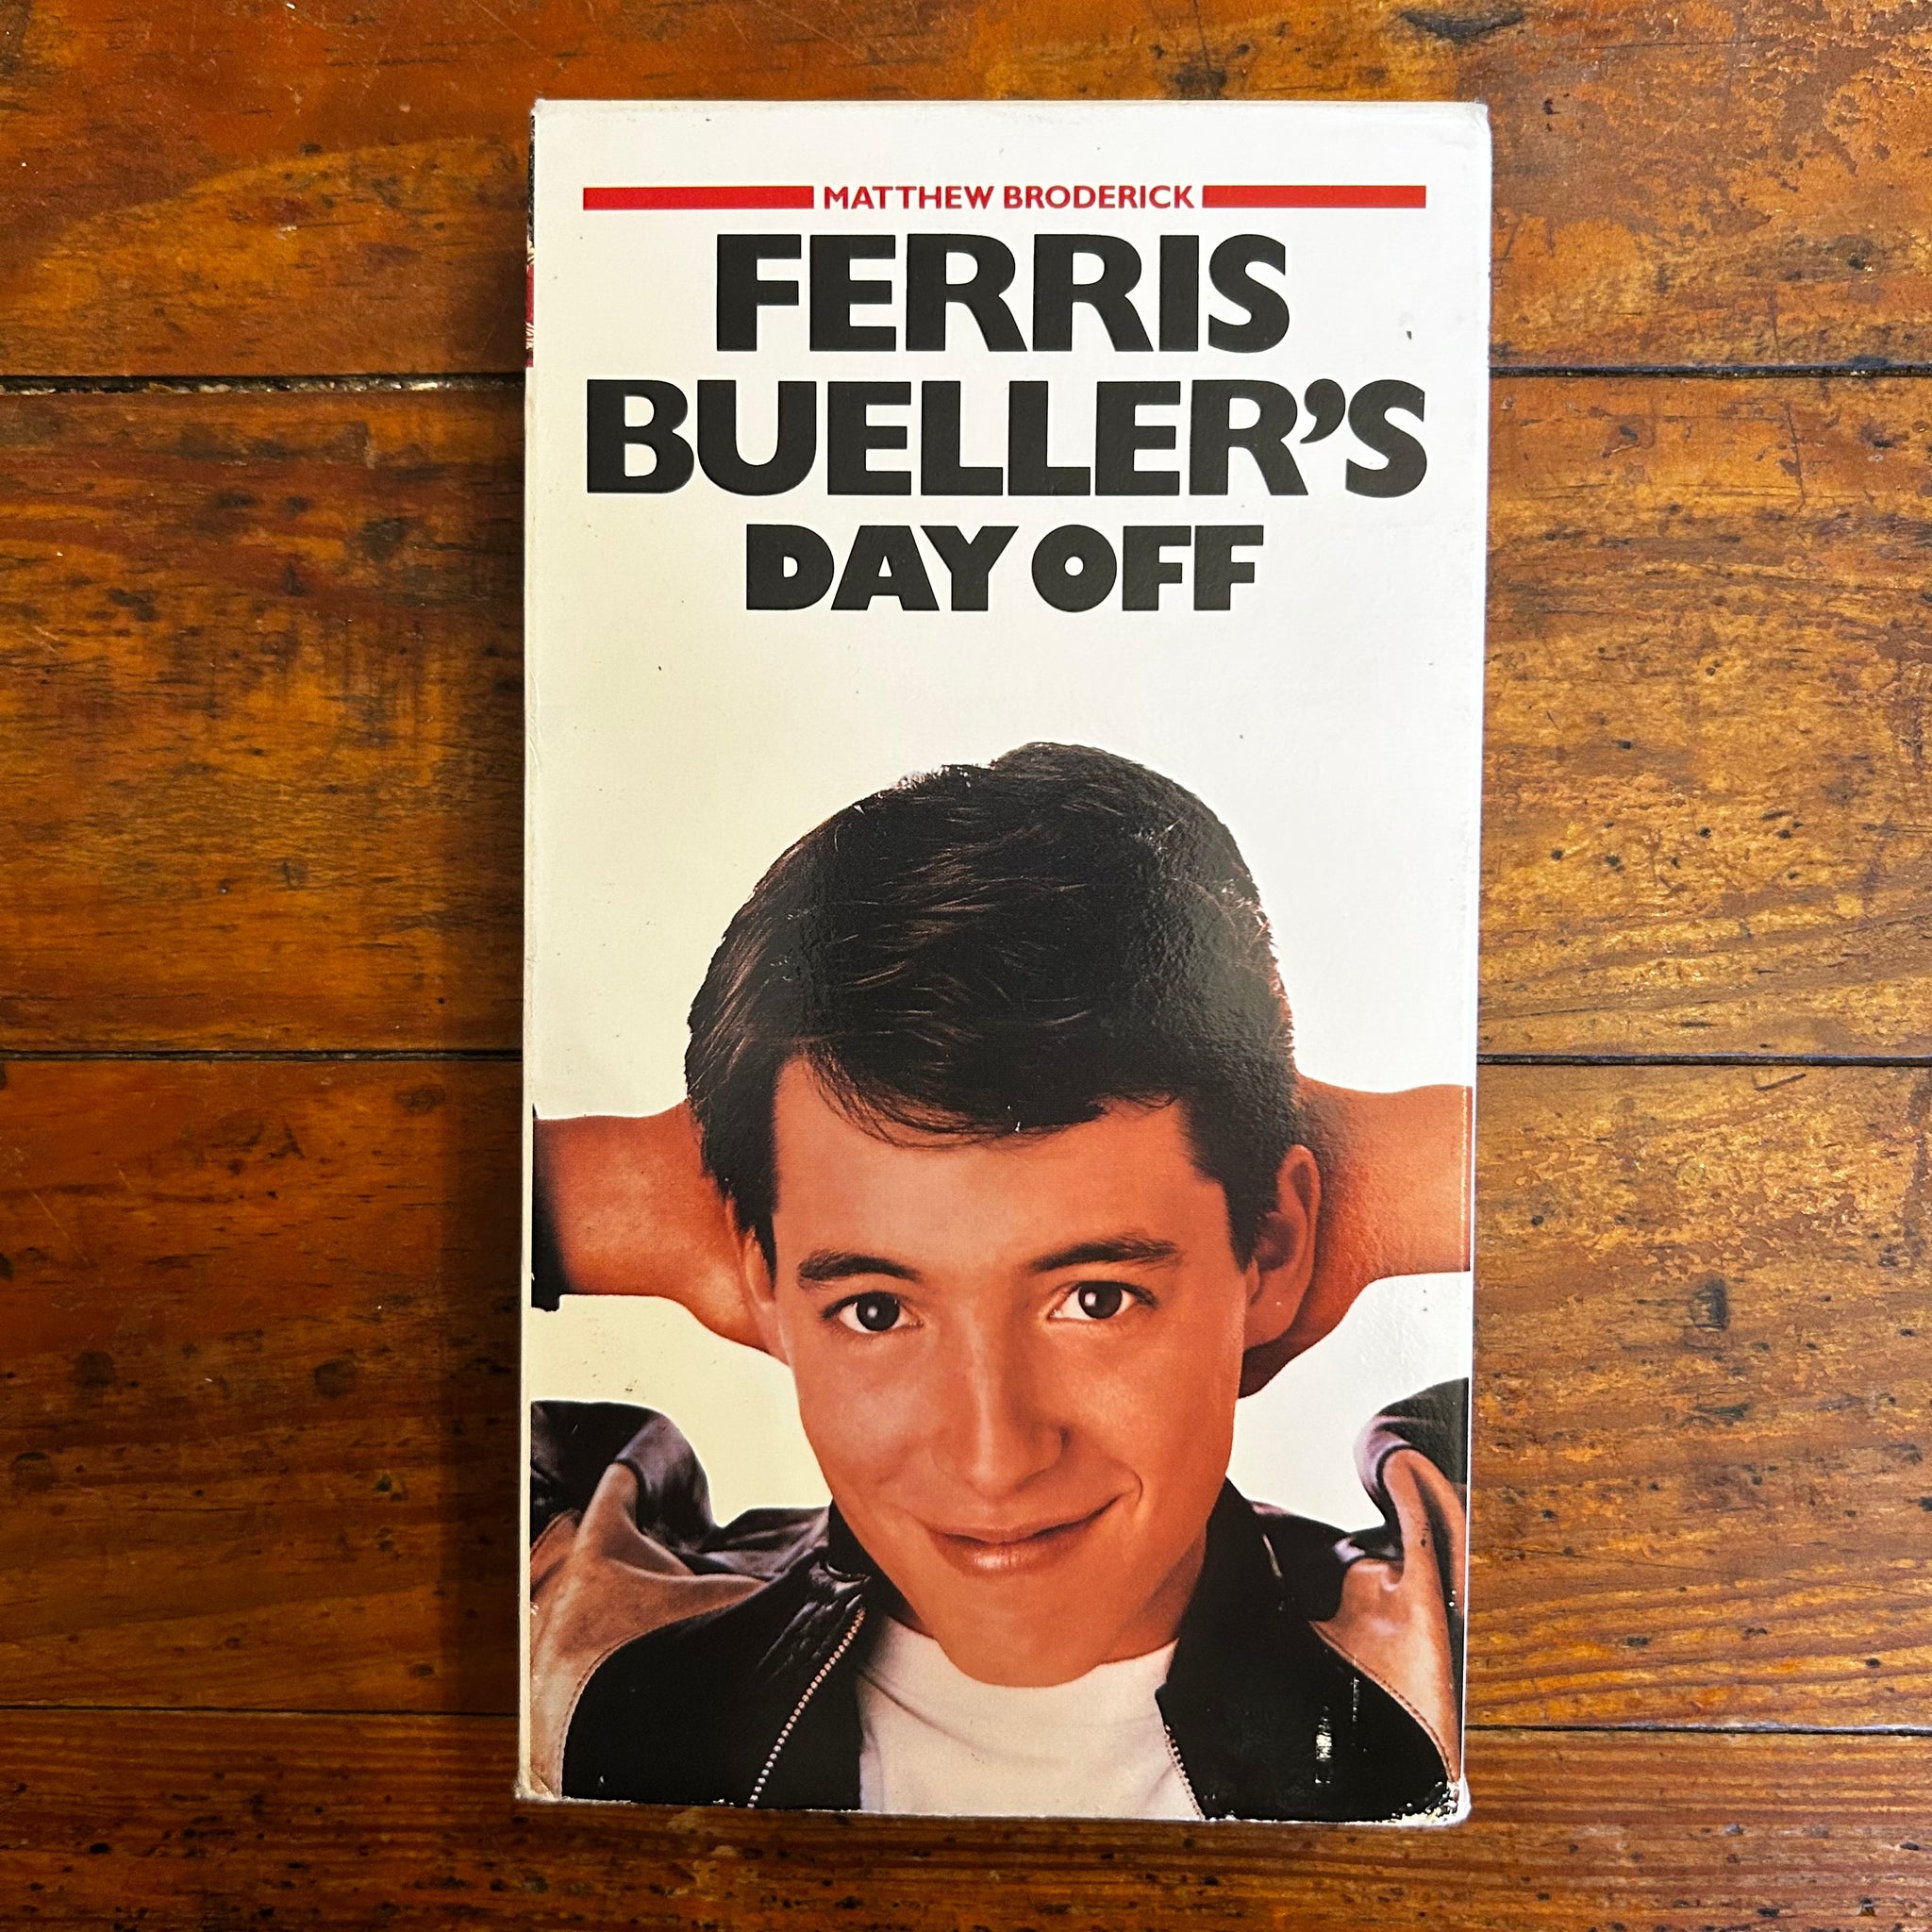 MATTHEW BRODERICK
FERRIS
BUELLER’S
DAY OFF